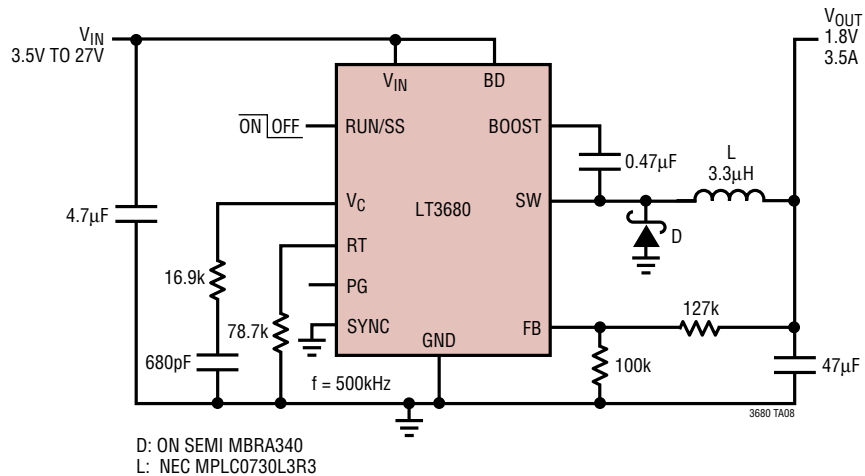 VIN
3.5V TO 27V
VOUT
1.8V
3.5A
VIN
BD
ON OFF
RUN/SS
BOOST
0.47µF
L
3.3µH
4.7µF
VC
LT3680
SW
D
16.9k
RT
PG
78.7k
SYNC
GND
FB
127k
680pF
f = 500kHz
100k
47µF
3680 TA08
D: ON SEMI MBRA340
L: NEC MPLC0730L3R3